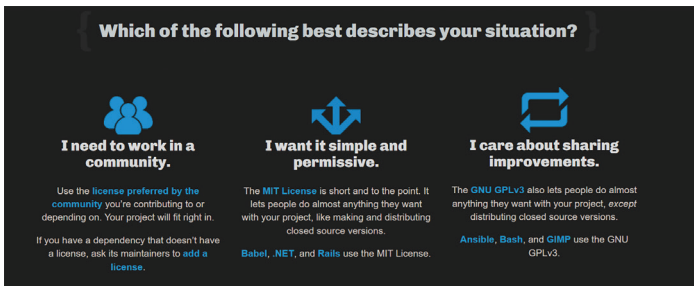 { Which of the following best describes your situation? }
I need to work in a
community.
Use the license preferred by the
community you're contributing to or
depending on. Your project will fit right in.
If you have a dependency that doesn't have
a license, ask its maintainers to add a
license.
I want it simple and
permissive.
The MIT License is short and to the point. It
lets people do almost anything they want
with your project, like making and distributing
closed source versions.
Babel, .NET, and Rails use the MIT License.
I care about sharing
improvements.
The GNU GPLv3 also lets people do almost
anything they want with your project, except
distributing closed source versions.
Ansible, Bash, and GIMP use the GNU
GPLv3.